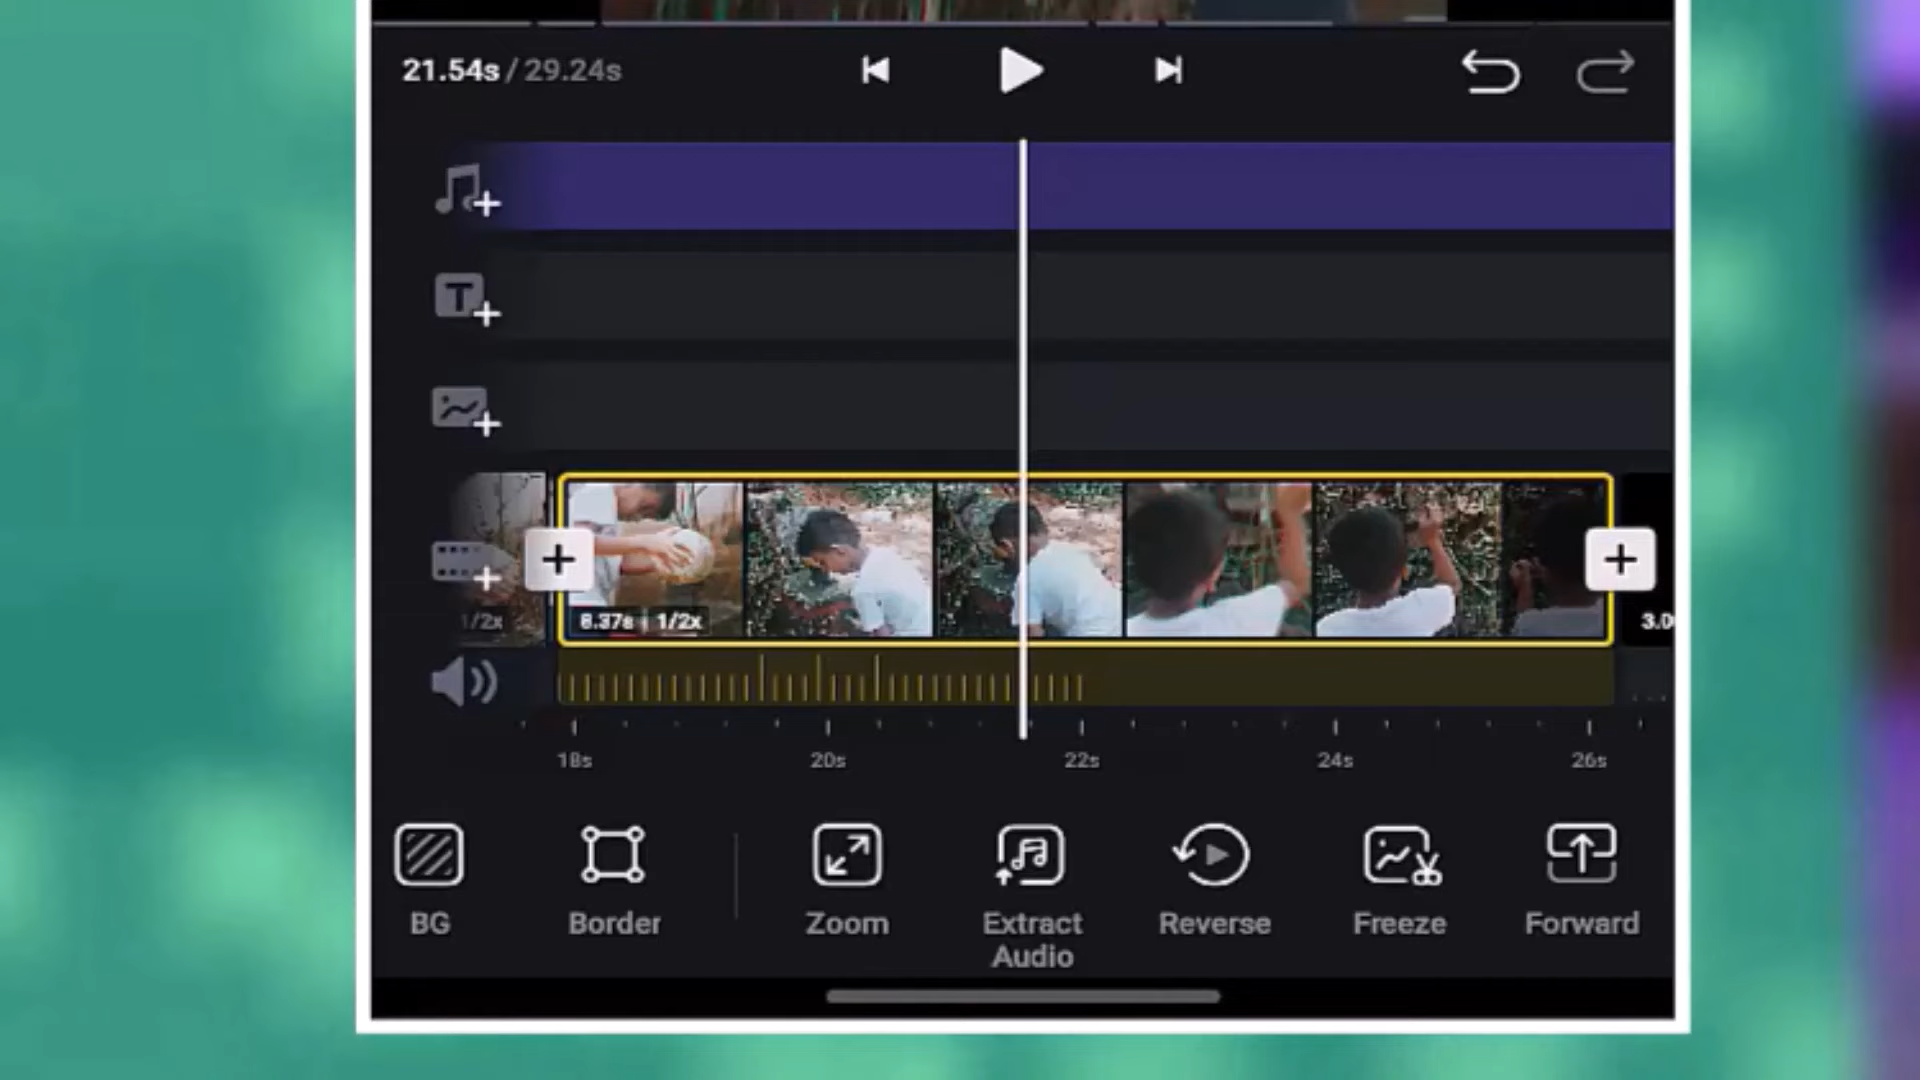 21.54s / 29.24s
T
1/2x
8.37s | 1/2x
3.0
18s 20s 22s 24s 26s
BG Border Zoom Extract Audio Reverse Freeze Forward